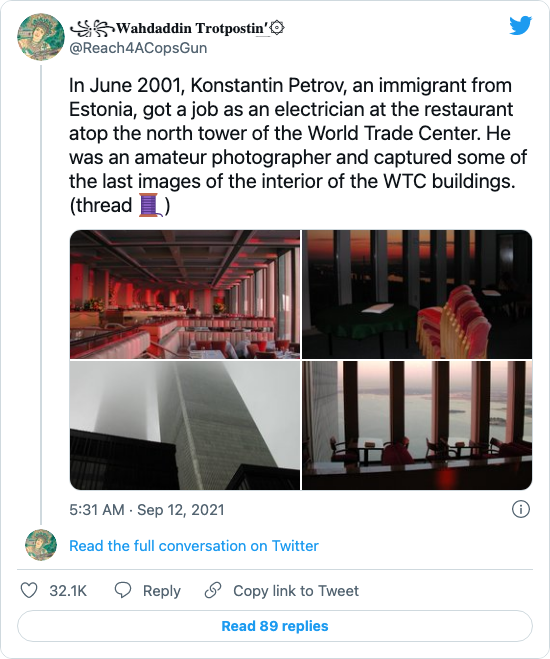 ꧁꧂Wahdaddin Trotpostin'۞
@Reach4ACopsGun
In June 2001, Konstantin Petrov, an immigrant from
Estonia, got a job as an electrician at the restaurant
atop the north tower of the World Trade Center. He
was an amateur photographer and captured some of
the last images of the interior of the WTC buildings.
(thread 🧵)
5:31 AM · Sep 12, 2021
Read the full conversation on Twitter
32.1K Reply Copy link to Tweet
Read 89 replies